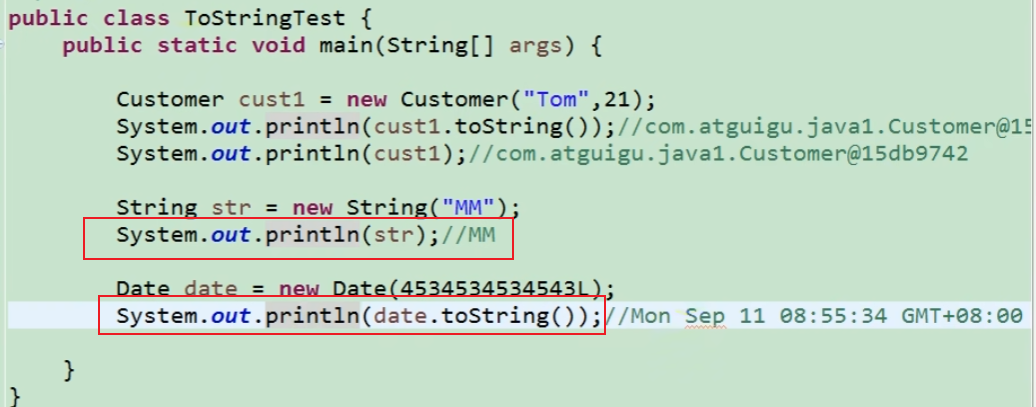 public class ToStringTest {
public static void main(String[] args) {
Customer cust1 = new Customer("Tom",21);
System.out.println(cust1.toString());//com.atguigu.java1.Customer@15
System.out.println(cust1);//com.atguigu.java1.Customer@15db9742
String str = new String("MM");
System.out.println(str);//MM
Date date = new Date(4534534534543L);
System.out.println(date.toString());//Mon Sep 11 08:55:34 GMT+08:00
}
}